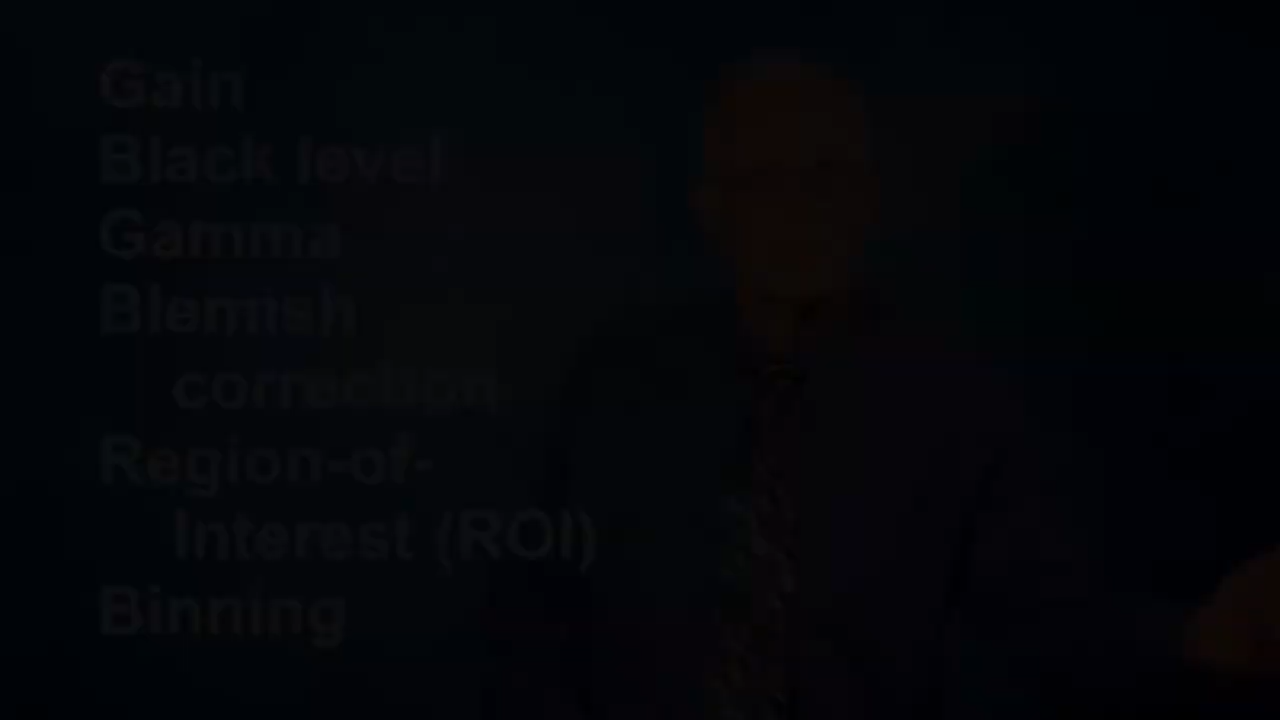 Gain
Black level
Gamma
Blemish
correction
Region-of-
Interest (ROI)
Binning